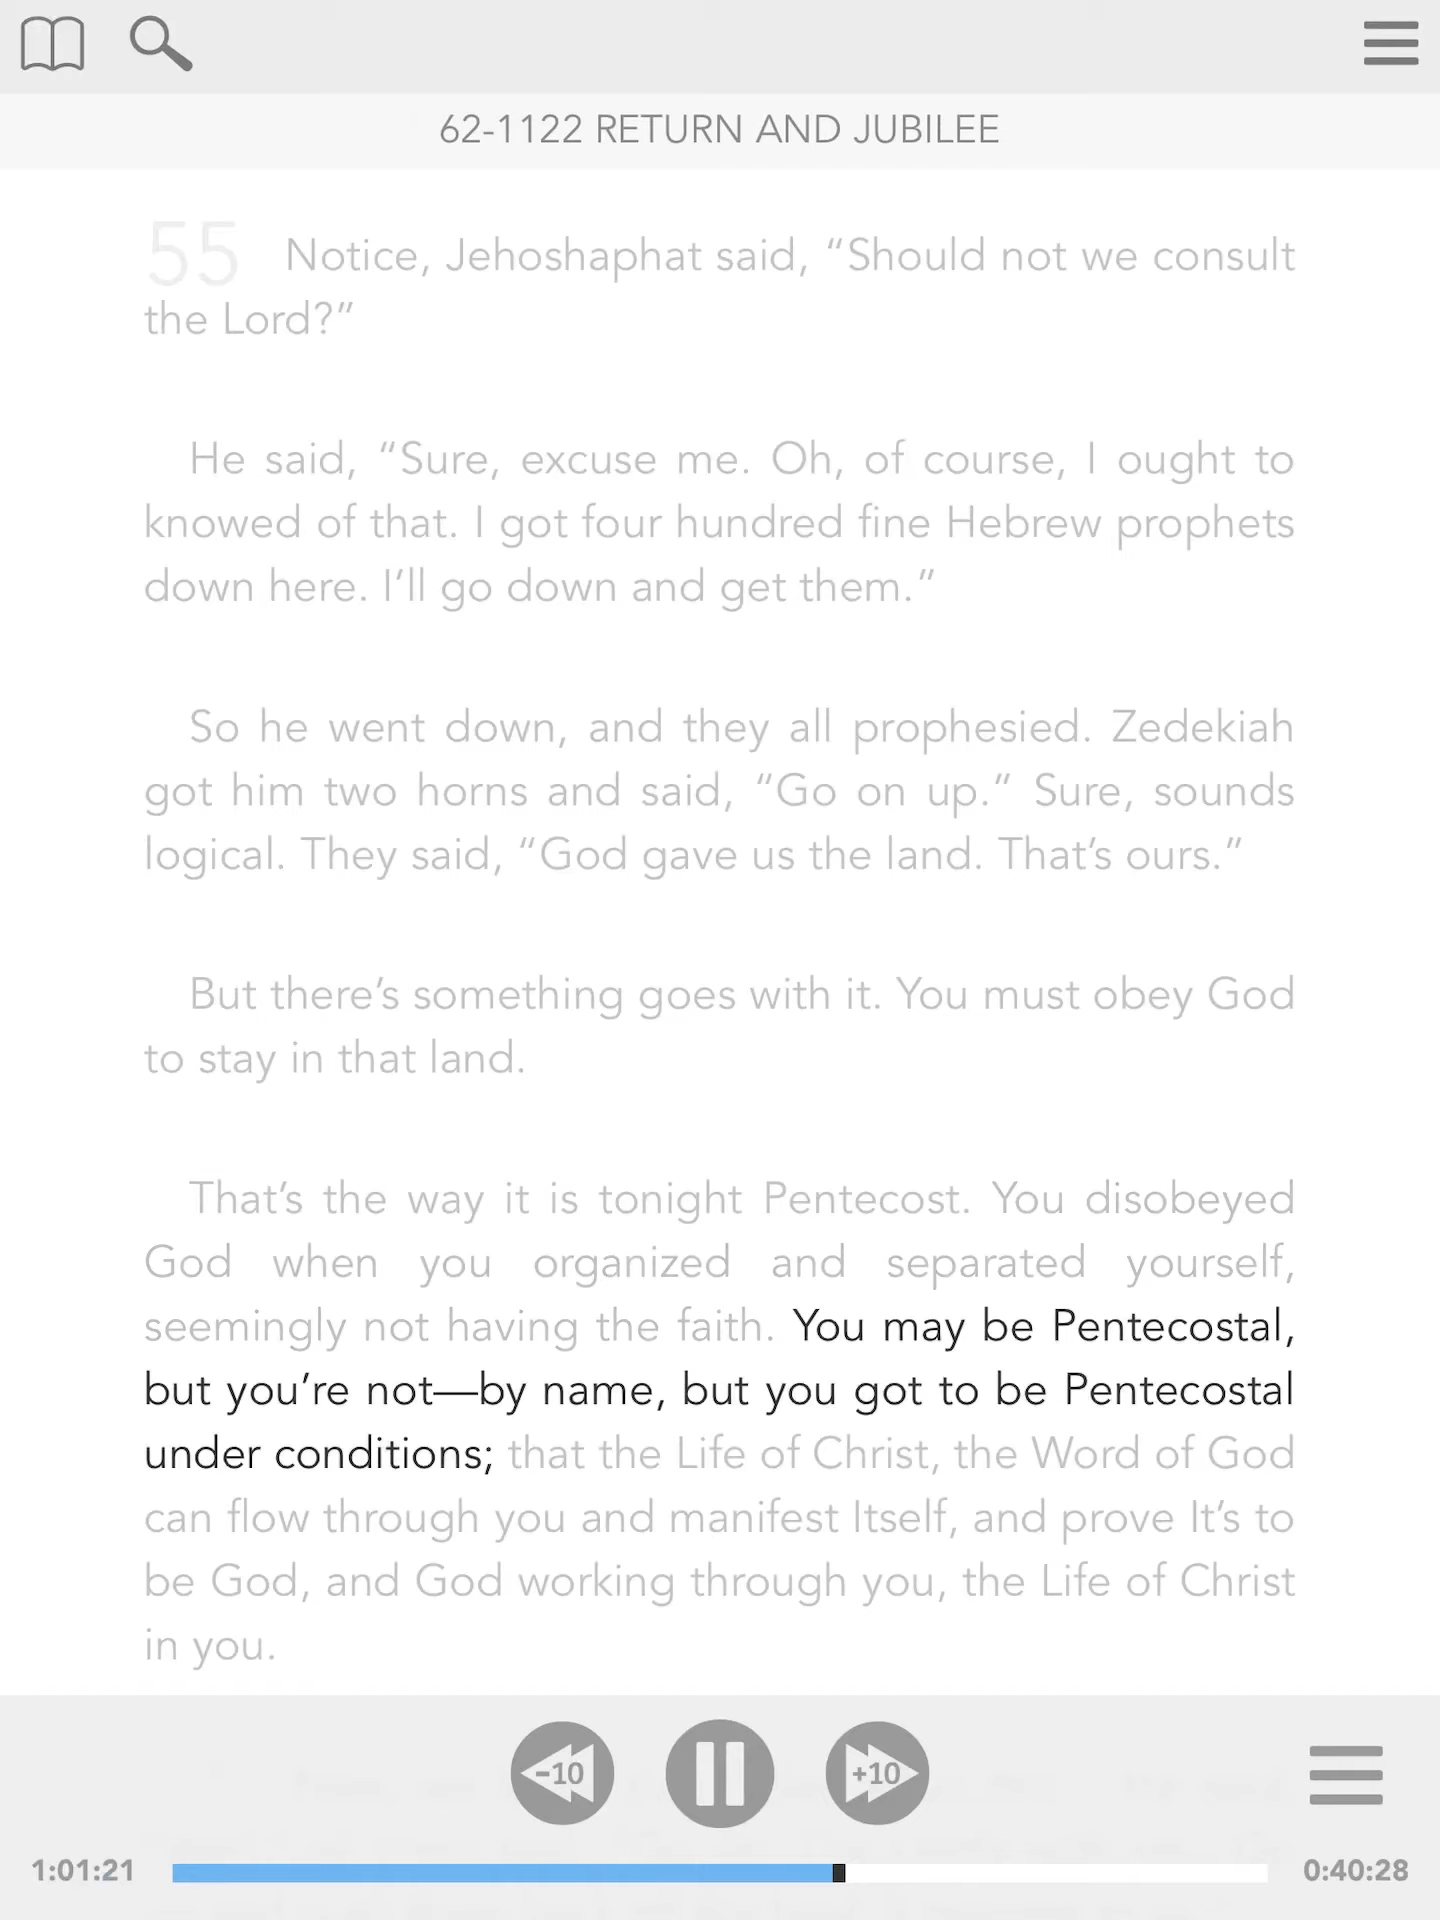 62-1122 RETURN AND JUBILEE
55 Notice, Jehoshaphat said, “Should not we consult
the Lord?”
He said, “Sure, excuse me. Oh, of course, I ought to
knowed of that. I got four hundred fine Hebrew prophets
down here. I’ll go down and get them.”
So he went down, and they all prophesied. Zedekiah
got him two horns and said, “Go on up.” Sure, sounds
logical. They said, “God gave us the land. That’s ours.”
But there’s something goes with it. You must obey God
to stay in that land.
That’s the way it is tonight Pentecost. You disobeyed
God when you organized and separated yourself,
seemingly not having the faith. You may be Pentecostal,
but you’re not—by name, but you got to be Pentecostal
under conditions; that the Life of Christ, the Word of God
can flow through you and manifest Itself, and prove It’s to
be God, and God working through you, the Life of Christ
in you.
-10 +10
1:01:21 0:40:28